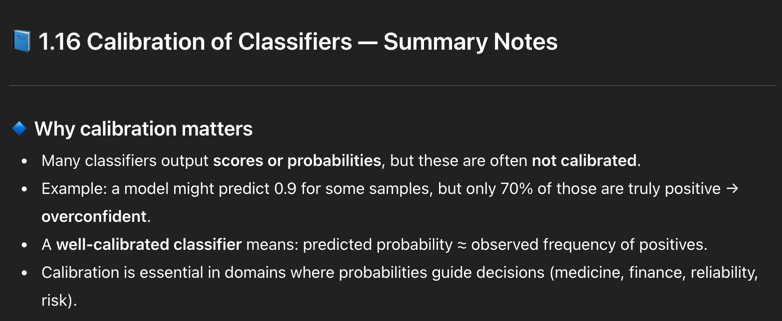 📘 1.16 Calibration of Classifiers — Summary Notes
🔹 Why calibration matters
• Many classifiers output scores or probabilities, but these are often not calibrated.
• Example: a model might predict 0.9 for some samples, but only 70% of those are truly positive →
overconfident.
• A well-calibrated classifier means: predicted probability ≈ observed frequency of positives.
• Calibration is essential in domains where probabilities guide decisions (medicine, finance, reliability,
risk).